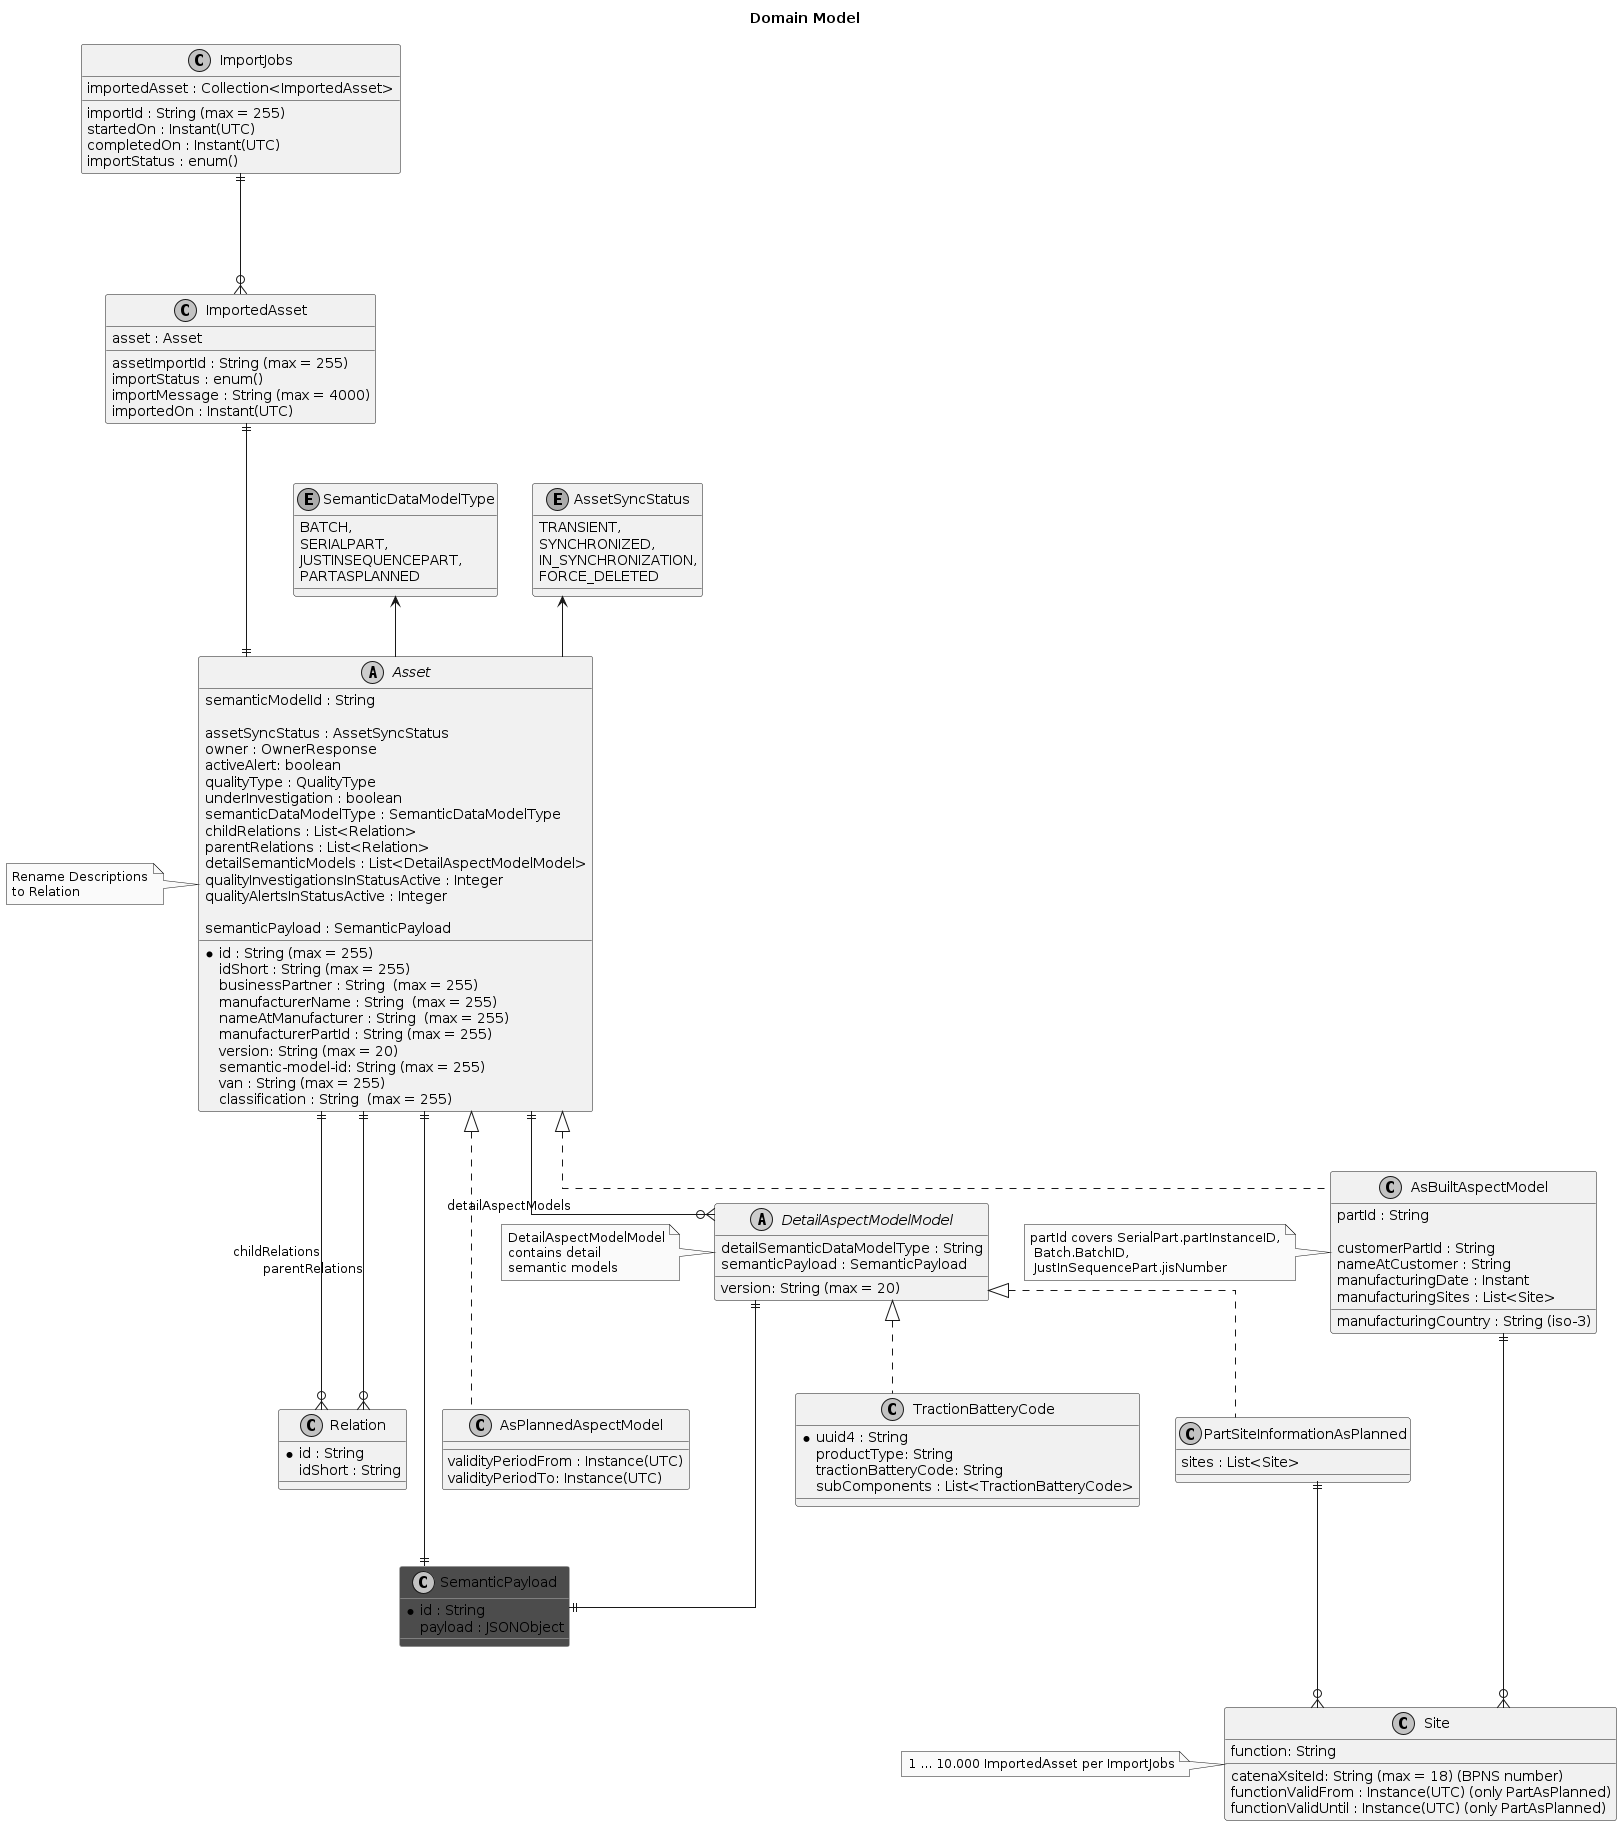 Domain Model
C ImportJobs
importedAsset : Collection<ImportedAsset>
importId : String (max = 255)
startedOn : Instant(UTC)
completedOn : Instant(UTC)
importStatus : enum()
C ImportedAsset
asset : Asset
assetImportId : String (max = 255)
importStatus : enum()
importMessage : String (max = 4000)
importedOn : Instant(UTC)
E SemanticDataModelType
BATCH,
SERIALPART,
JUSTINSEQUENCEPART,
PARTASPLANNED
E AssetSyncStatus
TRANSIENT,
SYNCHRONIZED,
IN_SYNCHRONIZATION,
FORCE_DELETED
A Asset
semanticModelId : String
assetSyncStatus : AssetSyncStatus
owner : OwnerResponse
activeAlert: boolean
qualityType : QualityType
underInvestigation : boolean
semanticDataModelType : SemanticDataModelType
childRelations : List<Relation>
parentRelations : List<Relation>
detailSemanticModels : List<DetailAspectModelModel>
qualityInvestigationsInStatusActive : Integer
qualityAlertsInStatusActive : Integer
semanticPayload : SemanticPayload
id : String (max = 255)
idShort : String (max = 255)
businessPartner : String  (max = 255)
manufacturerName : String  (max = 255)
nameAtManufacturer : String  (max = 255)
manufacturerPartId : String (max = 255)
version: String (max = 20)
semantic-model-id: String (max = 255)
van : String (max = 255)
classification : String  (max = 255)
Rename Descriptions
to Relation
childRelations
parentRelations
detailAspectModels
DetailAspectModelModel
contains detail
semantic models
A DetailAspectModelModel
detailSemanticDataModelType : String
semanticPayload : SemanticPayload
version: String (max = 20)
partId covers SerialPart.partInstanceID,
Batch.BatchID,
JustInSequencePart.jisNumber
C AsBuiltAspectModel
partId : String
customerPartId : String
nameAtCustomer : String
manufacturingDate : Instant
manufacturingSites : List<Site>
manufacturingCountry : String (iso-3)
C Relation
id : String
idShort : String
C AsPlannedAspectModel
validityPeriodFrom : Instance(UTC)
validityPeriodTo: Instance(UTC)
C TractionBatteryCode
uuid4 : String
productType: String
tractionBatteryCode: String
subComponents : List<TractionBatteryCode>
C PartSiteInformationAsPlanned
sites : List<Site>
C SemanticPayload
id : String
payload : JSONObject
1 ... 10.000 ImportedAsset per ImportJobs
C Site
function: String
catenaXsiteId: String (max = 18) (BPNS number)
functionValidFrom : Instance(UTC) (only PartAsPlanned)
functionValidUntil : Instance(UTC) (only PartAsPlanned)